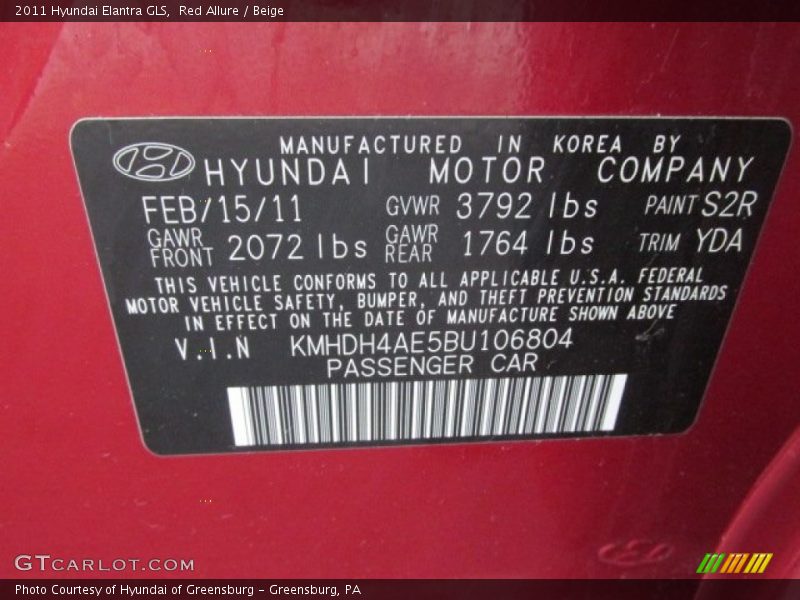 2011 Hyundai Elantra GLS, Red Allure / Beige
MANUFACTURED IN KOREA BY
HYUNDAI MOTOR COMPANY
FEB/15/11 GVWR 3792 lbs PAINT S2R
GAWR FRONT 2072 lbs GAWR REAR 1764 lbs TRIM YDA
THIS VEHICLE CONFORMS TO ALL APPLICABLE U.S.A. FEDERAL
MOTOR VEHICLE SAFETY, BUMPER, AND THEFT PREVENTION STANDARDS
IN EFFECT ON THE DATE OF MANUFACTURE SHOWN ABOVE
V.I.N KMHDH4AE5BU106804
PASSENGER CAR
GTCARLOT.COM
Photo Courtesy of Hyundai of Greensburg - Greensburg, PA